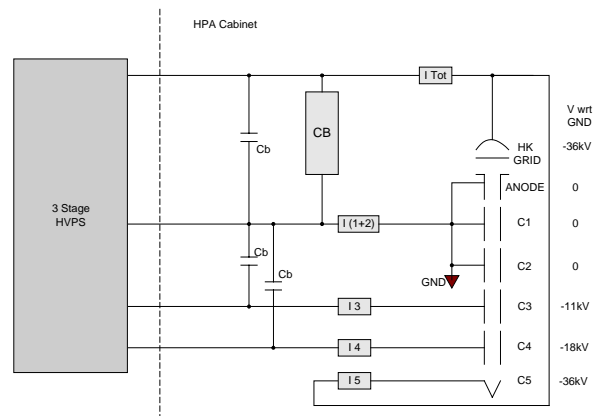 HPA Cabinet
I Tot
V wrt
GND
CB
Cb
HK
-36kV
GRID
ANODE
0
3 Stage
HVPS
I (1+2)
C1
0
Cb
Cb
C2
0
GND
I 3
C3
-11kV
I 4
C4
-18kV
I 5
C5
-36kV